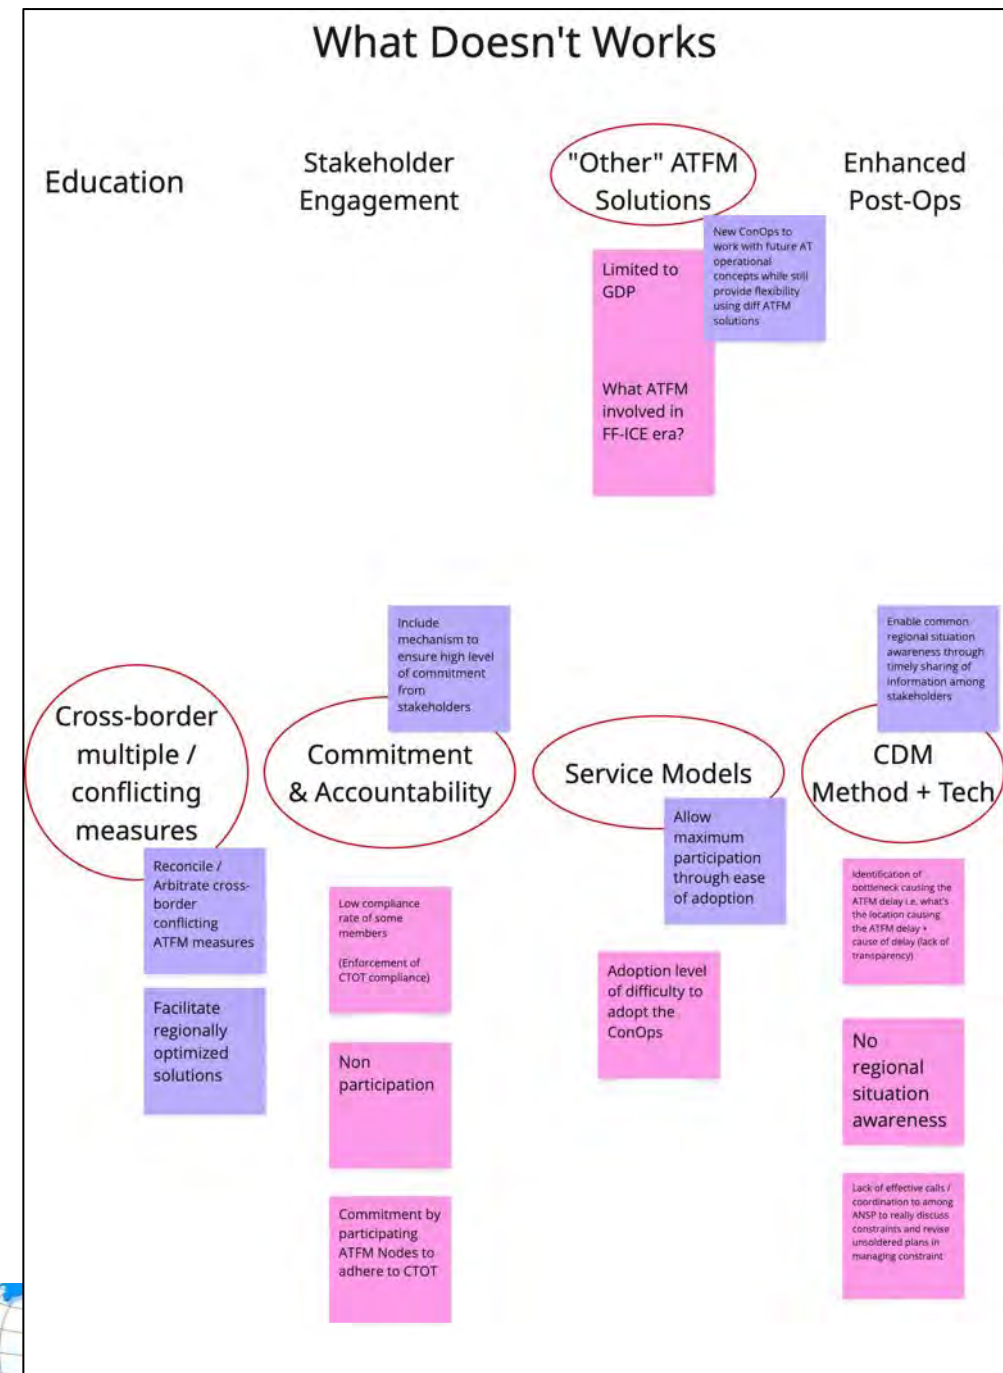 What Doesn't Works
Education
Stakeholder
Engagement
"Other" ATFM
Solutions
Enhanced
Post-Ops
New ConOps to
work with future AT
operational
concepts while still
provide flexibility
using diff ATFM
solutions
Limited to
GDP
What ATFM
involved in
FF-ICE era?
Cross-border
multiple /
conflicting
measures
Reconcile /
Arbitrate cross-
border
conflicting
ATFM measures
Facilitate
regionally
optimized
solutions
Include
mechanism to
ensure high level
of commitment
from
stakeholders
Commitment
& Accountability
Low compliance
rate of some
members
(Enforcement of
CTOT compliance)
Non
participation
Commitment by
participating
ATFM Nodes to
adhere to CTOT
Service Models
Allow
maximum
participation
through ease
of adoption
Adoption level
of difficulty to
adopt the
ConOps
Enable common
regional situation
awareness through
timely sharing of
information among
stakeholders
CDM
Method + Tech
Identification of
bottleneck causing the
ATFM delay i.e. what's
the location causing
the ATFM delay +
cause of delay (lack of
transparency)
No
regional
situation
awareness
Lack of effective calls /
coordination to among
ANSP to really discuss
constraints and revise
unsoldered plans in
managing constraint